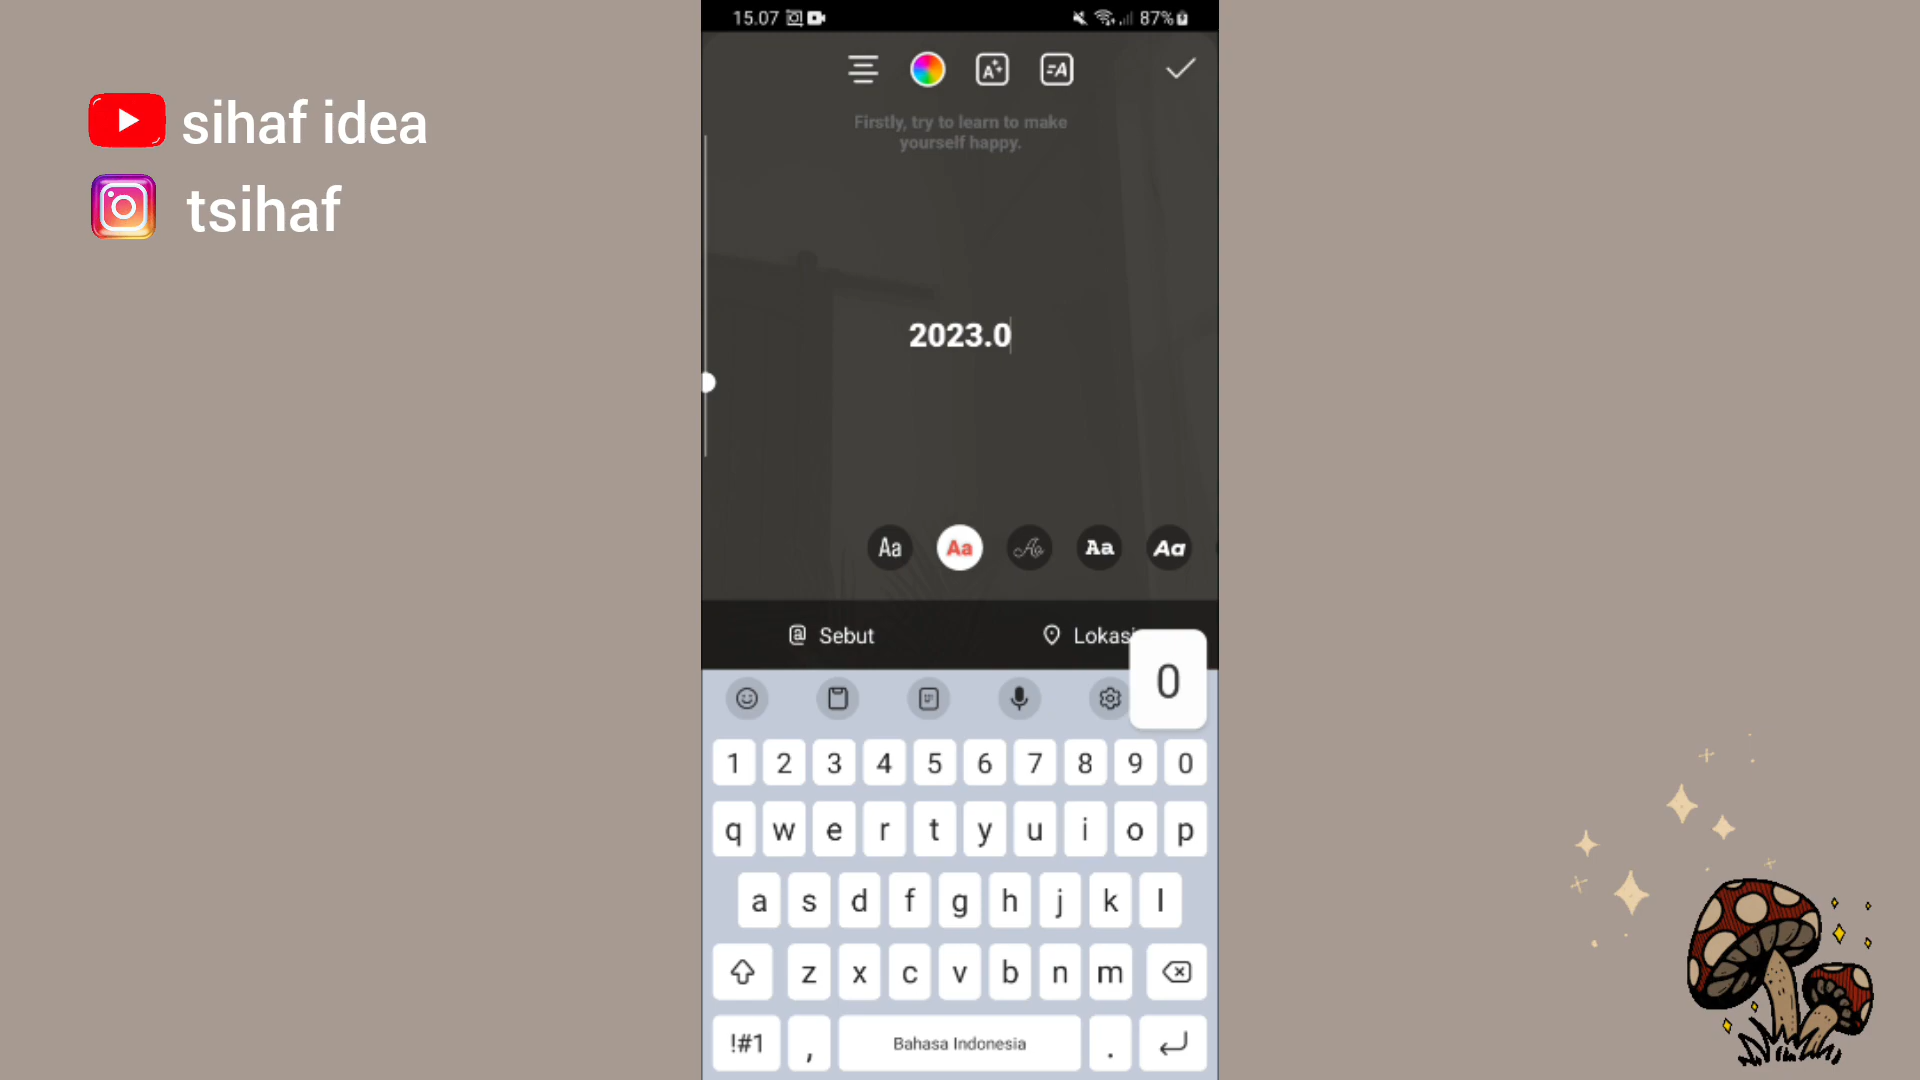 sihaf idea
tsihaf
15.07
87%
Firstly, try to learn to make
yourself happy.
2023.0
Aa Aa Aa Aa Aa
Sebut
Lokasi
0
1 2 3 4 5 6 7 8 9 0
q w e r t y u i o p
a s d f g h j k l
z x c v b n m
!#1 , Bahasa Indonesia .